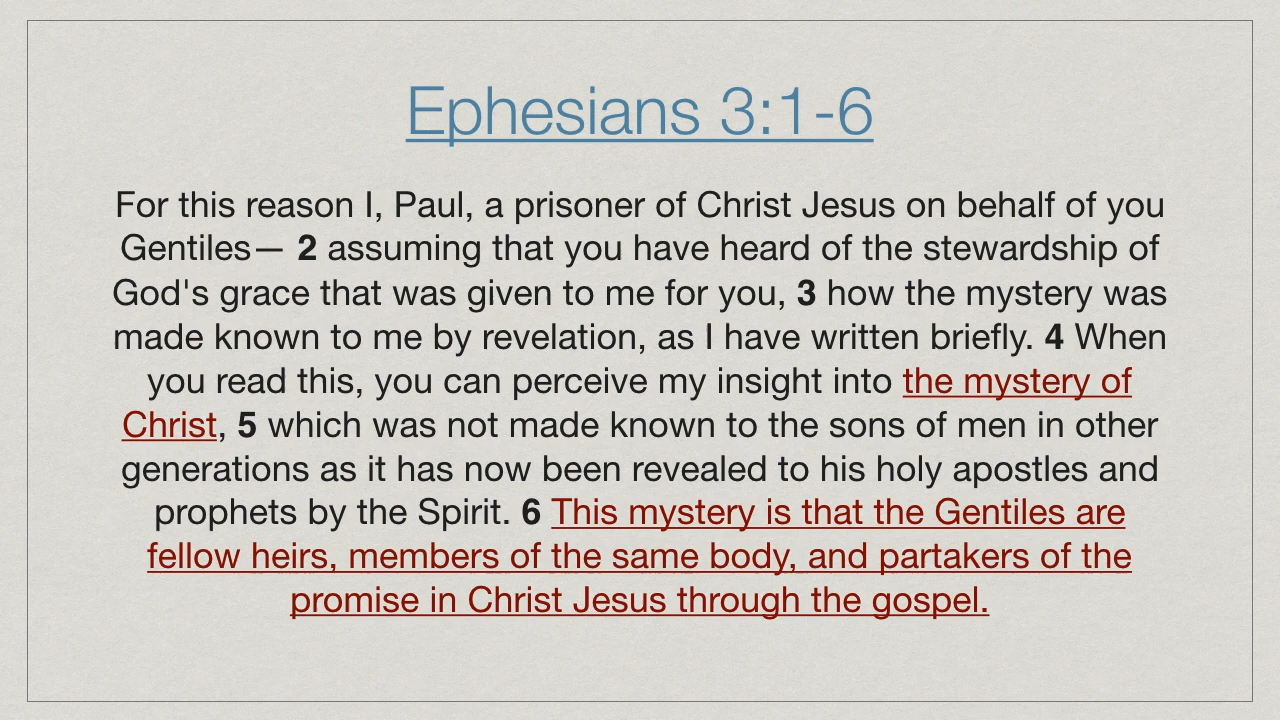 Ephesians 3:1-6
For this reason I, Paul, a prisoner of Christ Jesus on behalf of you
Gentiles— 2 assuming that you have heard of the stewardship of
God's grace that was given to me for you, 3 how the mystery was
made known to me by revelation, as I have written briefly. 4 When
you read this, you can perceive my insight into the mystery of
Christ, 5 which was not made known to the sons of men in other
generations as it has now been revealed to his holy apostles and
prophets by the Spirit. 6 This mystery is that the Gentiles are
fellow heirs, members of the same body, and partakers of the
promise in Christ Jesus through the gospel.